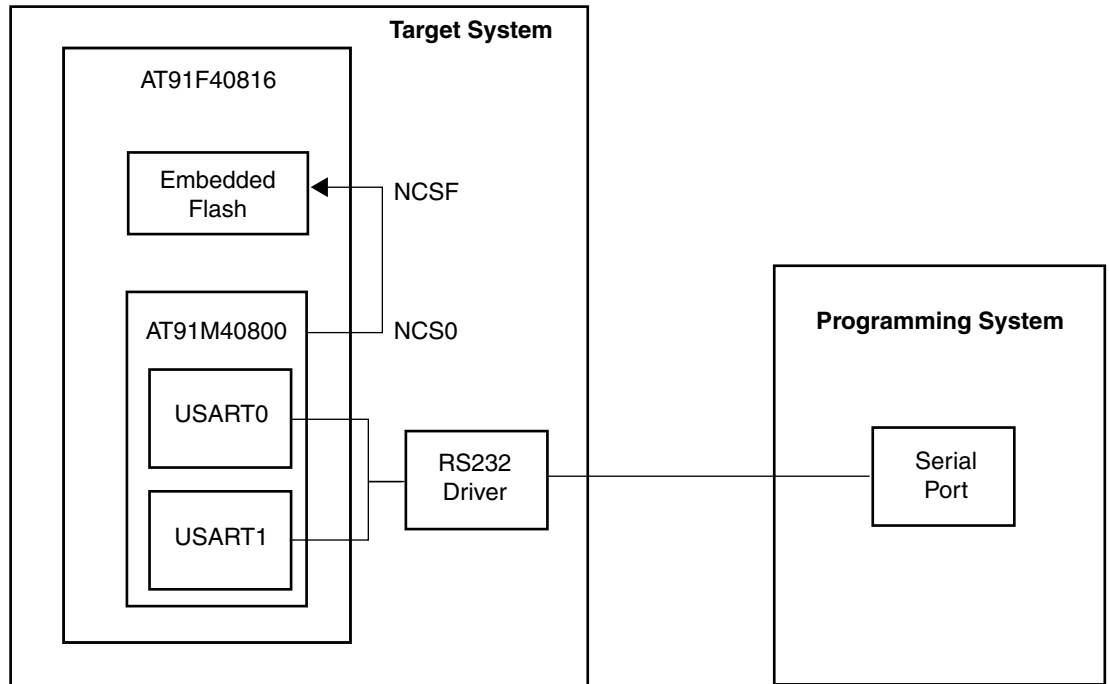 Target System
AT91F40816
Embedded
Flash
NCSF
AT91M40800
NCS0
USART0
USART1
RS232
Driver
Programming System
Serial
Port